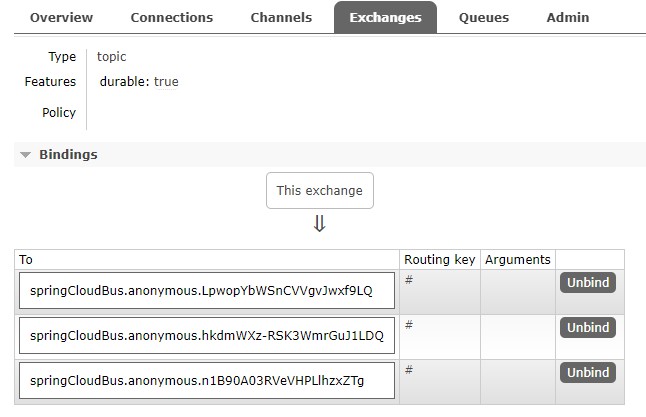 Overview Connections Channels Exchanges Queues Admin
Type topic
Features durable: true
Policy
Bindings
This exchange
⇓
To Routing key Arguments
springCloudBus.anonymous.LpwopYbWSnCVVgvJwxf9LQ # Unbind
springCloudBus.anonymous.hkdmWXz-RSK3WmrGuJ1LDQ # Unbind
springCloudBus.anonymous.n1B90A03RVeVHPLlhzxZTg # Unbind